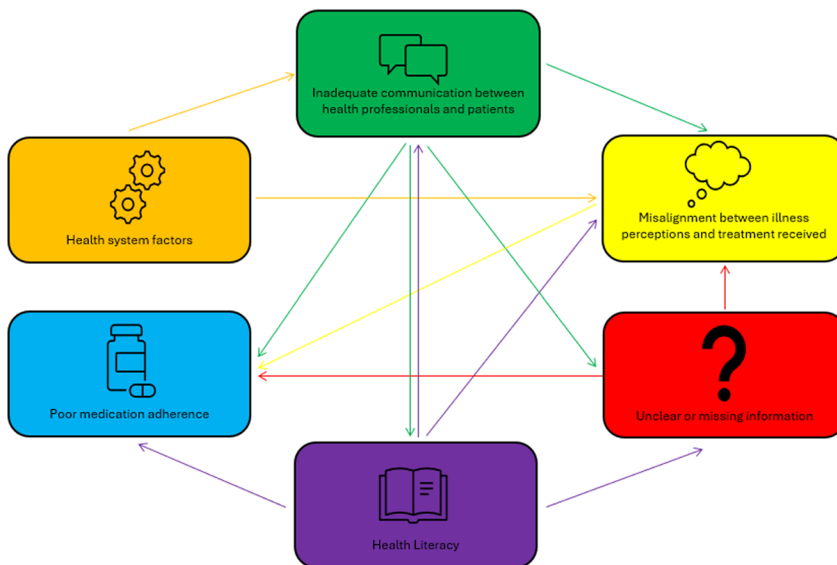 Inadequate communication between
health professionals and patients
Health system factors
Misalignment between illness
perceptions and treatment received
Poor medication adherence
?
Unclear or missing information
Health Literacy